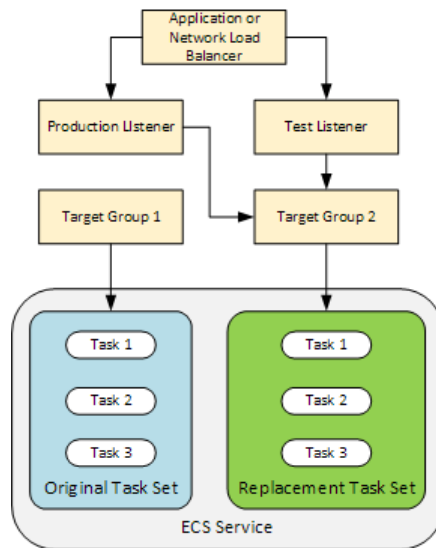 Application or
Network Load
Balancer
Production Listener
Test Listener
Target Group 1
Target Group 2
Task 1
Task 2
Task 3
Original Task Set
Task 1
Task 2
Task 3
Replacement Task Set
ECS Service